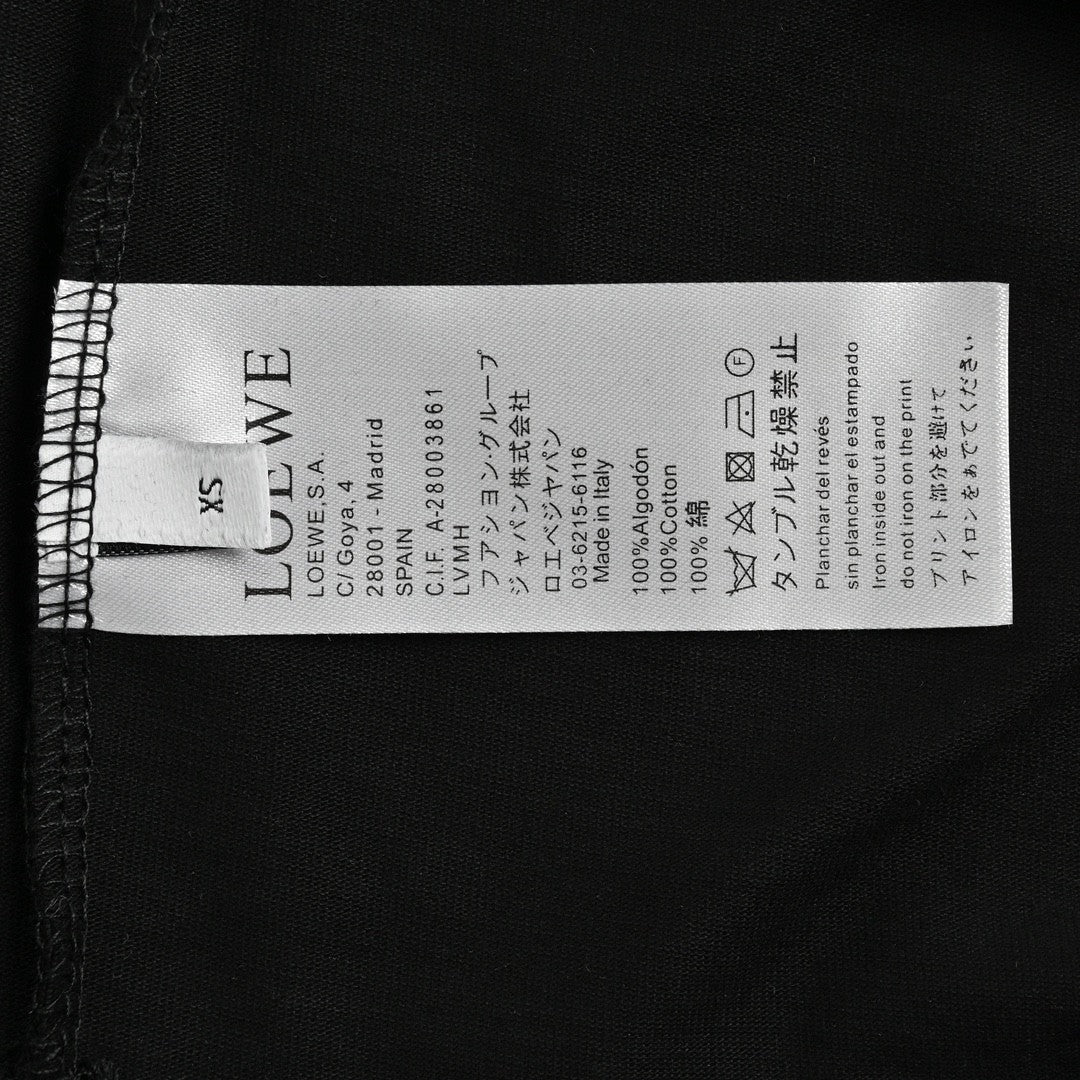 LOEWE
XS
LOEWE,S.A.
C/Goya,4
28001-Madrid
SPAIN
C.I.F. A-28003861
LVMH
フアション·グループ
ジャパン株式会社
ロエベジャパン
03-6215-6116
Made in Italy
100%Algodón
100%Cotton
100%綿
F
タンブル乾燥禁止
Planchar del revés
sin planchar el estampado
Iron inside out and
do not iron on the print
プリント部分を避けて
アイロンをぁででてください